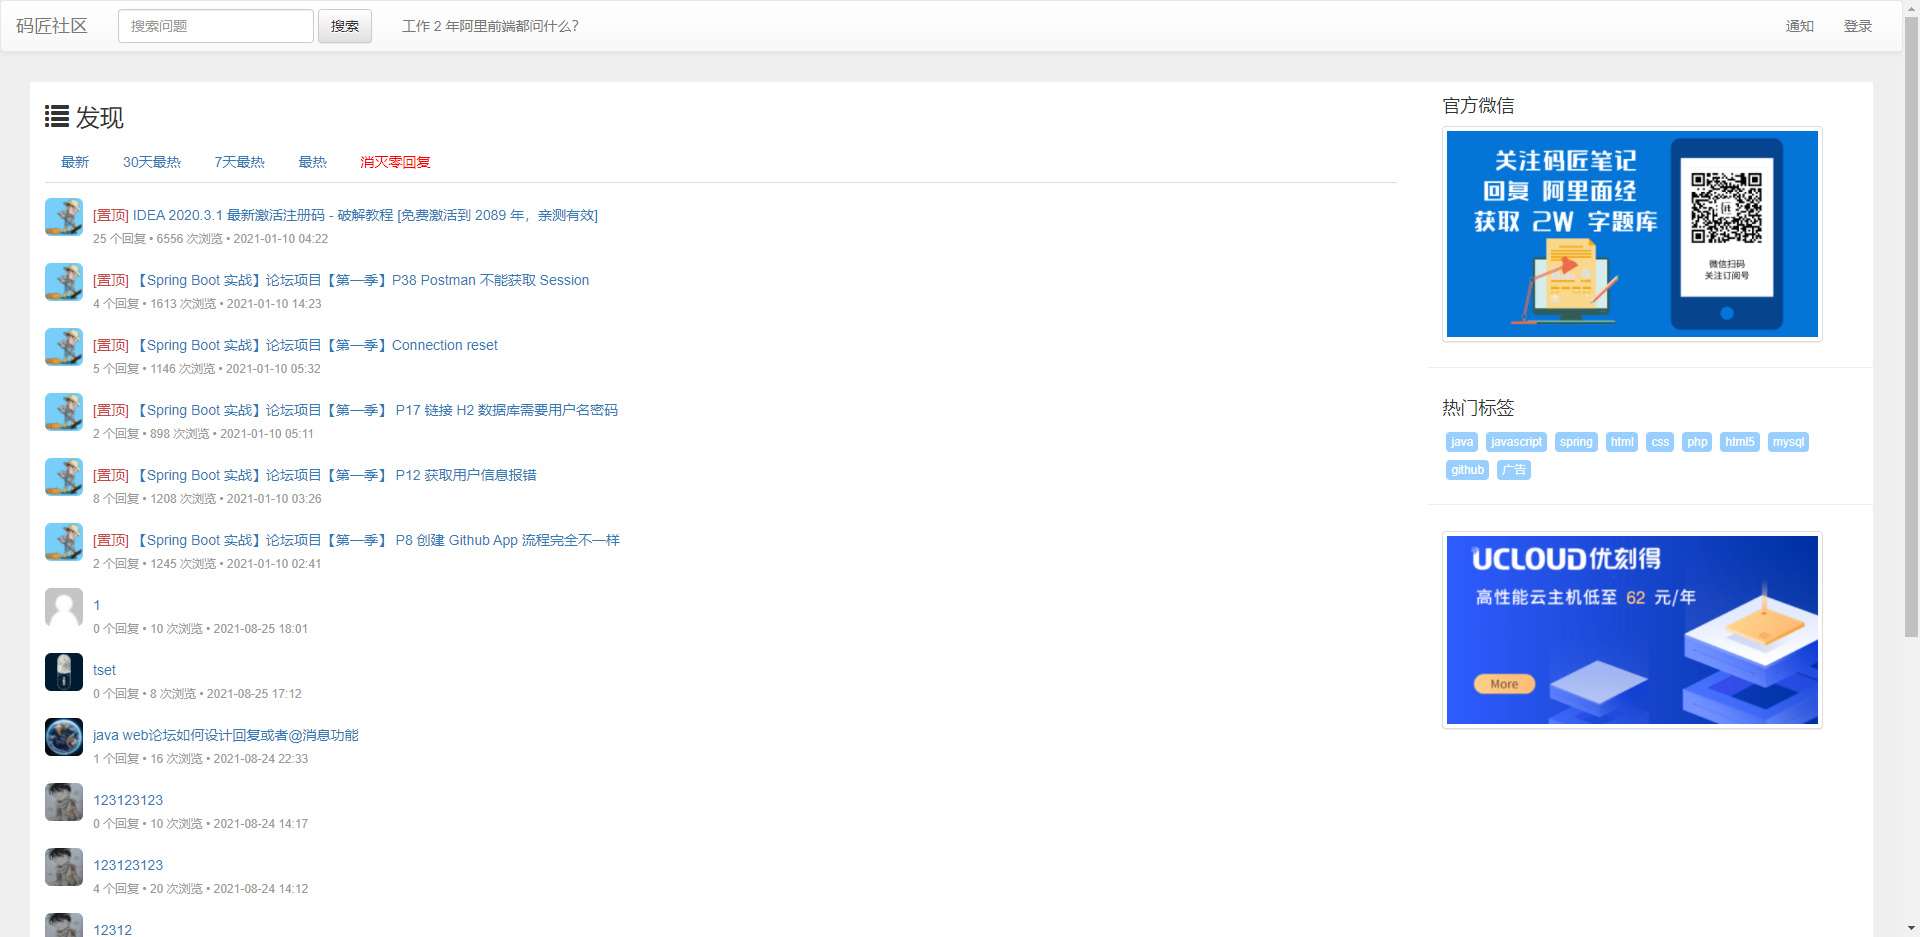 码匠社区 搜索问题 搜索 工作 2 年阿里前端都问什么? 通知 登录
发现
最新 30天最热 7天最热 最热 消灭零回复
[置顶] IDEA 2020.3.1 最新激活注册码 - 破解教程 [免费激活到 2089 年，亲测有效]
25 个回复 • 6556 次浏览 • 2021-01-10 04:22
[置顶] 【Spring Boot 实战】论坛项目【第一季】P38 Postman 不能获取 Session
4 个回复 • 1613 次浏览 • 2021-01-10 14:23
[置顶] 【Spring Boot 实战】论坛项目【第一季】Connection reset
5 个回复 • 1146 次浏览 • 2021-01-10 05:32
[置顶] 【Spring Boot 实战】论坛项目【第一季】 P17 链接 H2 数据库需要用户名密码
2 个回复 • 898 次浏览 • 2021-01-10 05:11
[置顶] 【Spring Boot 实战】论坛项目【第一季】 P12 获取用户信息报错
8 个回复 • 1208 次浏览 • 2021-01-10 03:26
[置顶] 【Spring Boot 实战】论坛项目【第一季】 P8 创建 Github App 流程完全不一样
2 个回复 • 1245 次浏览 • 2021-01-10 02:41
1
0 个回复 • 10 次浏览 • 2021-08-25 18:01
tset
0 个回复 • 8 次浏览 • 2021-08-25 17:12
java web论坛如何设计回复或者@消息功能
1 个回复 • 16 次浏览 • 2021-08-24 22:33
123123123
0 个回复 • 10 次浏览 • 2021-08-24 14:17
123123123
4 个回复 • 20 次浏览 • 2021-08-24 14:12
12312
官方微信
关注码匠笔记
回复 阿里面经
获取 2W 字题库
匠
微信扫码
关注订阅号
热门标签
java javascript spring html css php html5 mysql
github 广告
UCLOUD优刻得
高性能云主机低至 62 元/年
More